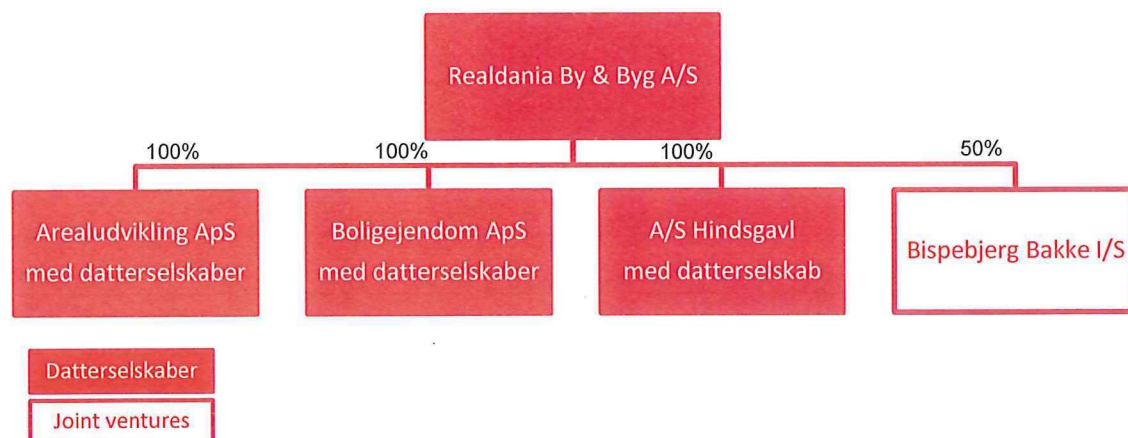 Realdania By & Byg A/S
100%
100%
100%
50%
Arealudvikling ApS
med datterselskaber
Boligejendom ApS
med datterselskaber
A/S Hindsgavl
med datterselskab
Bispebjerg Bakke I/S
Datterselskaber
Joint ventures